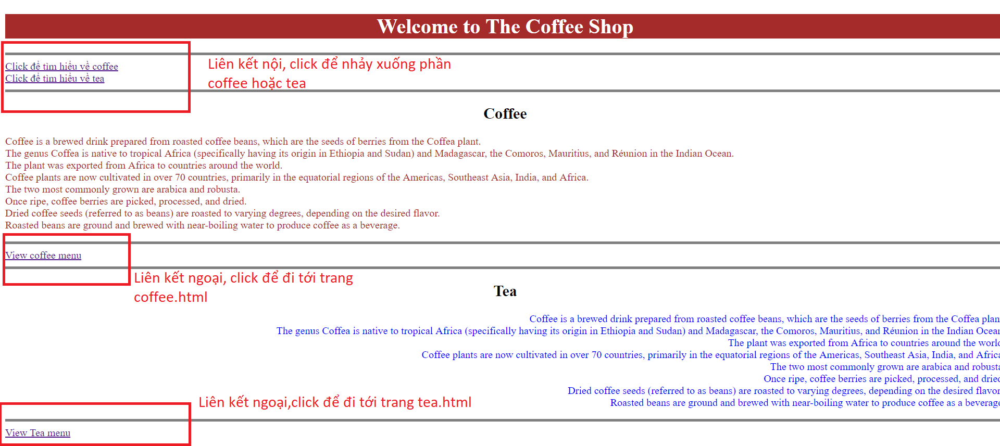 Welcome to The Coffee Shop
Click để tìm hiểu về coffee
Click để tìm hiểu về tea
Liên kết nội, click để nhảy xuống phần
coffee hoặc tea
Coffee
Coffee is a brewed drink prepared from roasted coffee beans, which are the seeds of berries from the Coffea plant.
The genus Coffea is native to tropical Africa (specifically having its origin in Ethiopia and Sudan) and Madagascar, the Comoros, Mauritius, and Réunion in the Indian Ocean.
The plant was exported from Africa to countries around the world.
Coffee plants are now cultivated in over 70 countries, primarily in the equatorial regions of the Americas, Southeast Asia, India, and Africa.
The two most commonly grown are arabica and robusta.
Once ripe, coffee berries are picked, processed, and dried.
Dried coffee seeds (referred to as beans) are roasted to varying degrees, depending on the desired flavor.
Roasted beans are ground and brewed with near-boiling water to produce coffee as a beverage.
View coffee menu
Liên kết ngoại, click để đi tới trang
coffee.html
Tea
Coffee is a brewed drink prepared from roasted coffee beans, which are the seeds of berries from the Coffea plan
The genus Coffea is native to tropical Africa (specifically having its origin in Ethiopia and Sudan) and Madagascar, the Comoros, Mauritius, and Réunion in the Indian Ocean
The plant was exported from Africa to countries around the world
Coffee plants are now cultivated in over 70 countries, primarily in the equatorial regions of the Americas, Southeast Asia, India, and Africa
The two most commonly grown are arabica and robusta
Once ripe, coffee berries are picked, processed, and dried
Dried coffee seeds (referred to as beans) are roasted to varying degrees, depending on the desired flavor
Roasted beans are ground and brewed with near-boiling water to produce coffee as a beverage
Liên kết ngoại,click để đi tới trang tea.html
View Tea menu